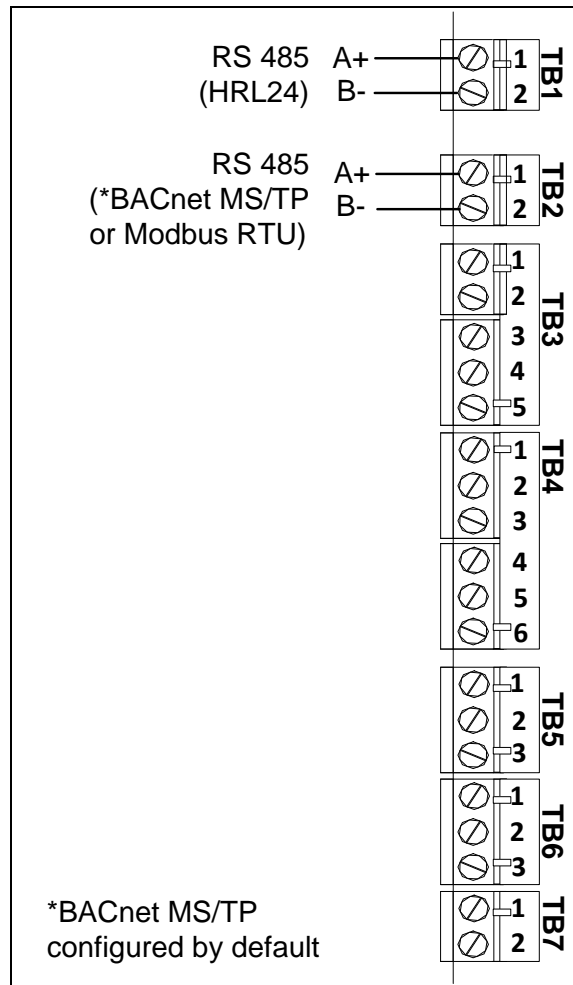 RS 485 A+ 1
(HRL24) B- 2
TB1
RS 485 A+ 1
(*BACnet MS/TP B- 2
or Modbus RTU)
TB2
1
2
3
4
5
TB3
1
2
3
4
5
6
TB4
1
2
3
TB5
1
2
3
TB6
1
2
TB7
*BACnet MS/TP
configured by default